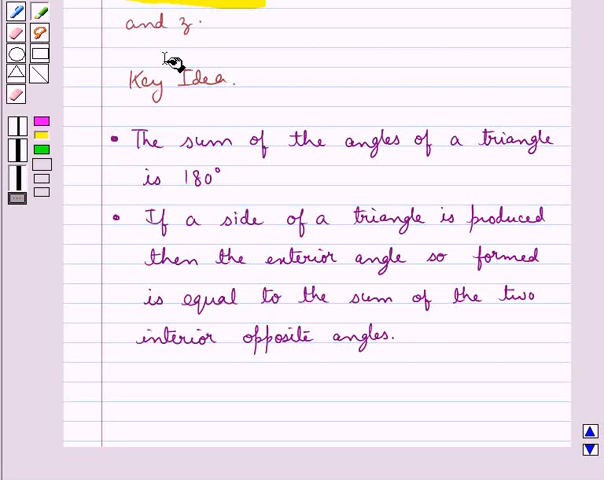 and z.
Key Idea.
• The sum of the angles of a triangle
is 180°
• If a side of a triangle is produced
then the exterior angle so formed
is equal to the sum of the two
interior opposite angles.